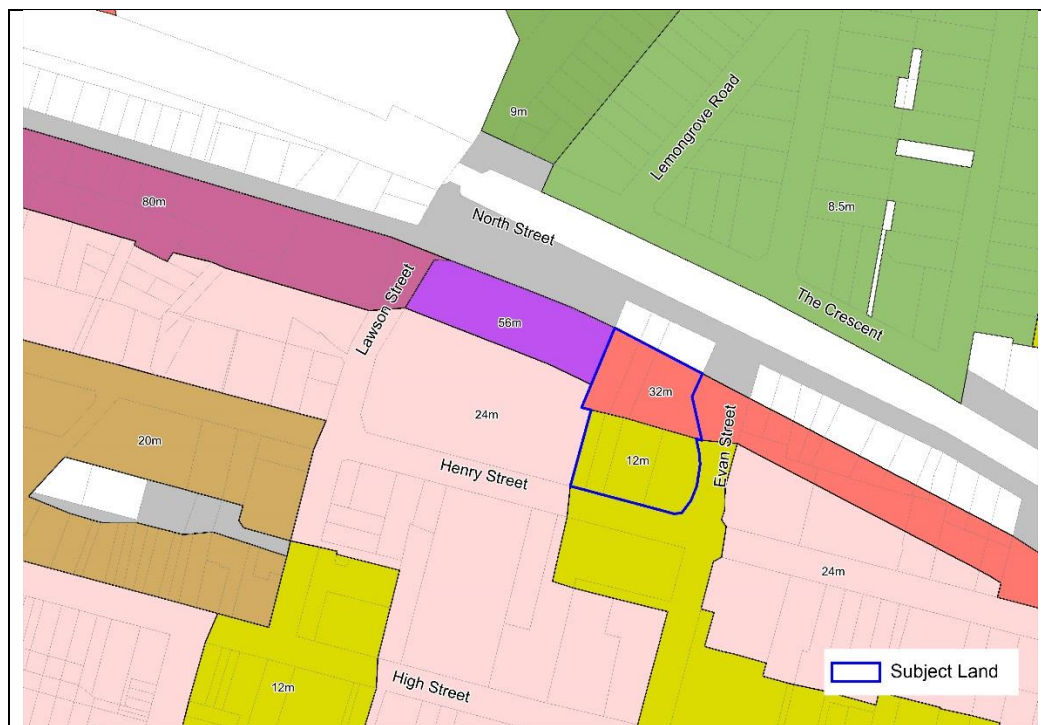 9m
Lemongrove Road
80m
8.5m
North Street
The Crescent
Lawson Street
56m
32m
24m
20m
12m
Henry Street
Evan Street
24m
Subject Land
12m
High Street